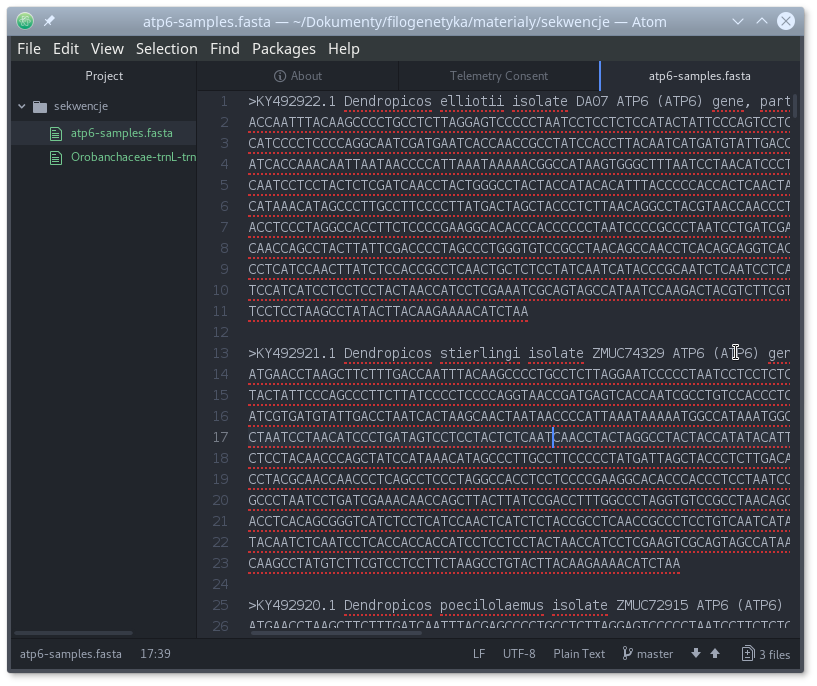 atp6-samples.fasta — ~/Dokumenty/filogenetyka/materialy/sekwencje — Atom
File Edit View Selection Find Packages Help
Project
About
Telemetry Consent
atp6-samples.fasta
sekwencje
atp6-samples.fasta
Orobanchaceae-trnL-trn
1 >KY492922.1 Dendropicos elliotii isolate DA07 ATP6 (ATP6) gene, part
2 ACCAATTTACAAGCCCCTGCCTCTTAGGAGTCCCCCTAATCCTCCTCTCCATACTATTCCCAGTCCTC
3 CATCCCCTCCCCAGGCAATCGATGAATCACCAACCGCCTATCCACCTTACAATCATGATGTATTGACC
4 ATCACCAAACAATTAATAACCCCATTAAATAAAAACGGCCATAAGTGGGCTTTAATCCTAACATCCCT
5 CAATCCTCCTACTCTCGATCAACCTACTGGGCCTACTACCATACACATTTACCCCCACCACTCAACTA
6 CATAAACATAGCCCTTGCCTTCCCCTTATGACTAGCTACCCTCTTAACAGGCCTACGTAACCAACCCT
7 ACCTCCCTAGGCCACCTTCTCCCCGAAGGCACACCCACCCCCCTAATCCCCGCCCTAATCCTGATCGA
8 CAACCAGCCTACTTATTCGACCCCTAGCCCTGGGTGTCCGCCTAACAGCCAACCTCACAGCAGGTCAC
9 CCTCATCCAACTTATCTCCACCGCCTCAACTGCTCTCCTATCAATCATACCCGCAATCTCAATCCTCA
10 TCCATCATCCTCCTCCTACTAACCATCCTCGAAATCGCAGTAGCCATAATCCAAGACTACGTCTTCGT
11 TCCTCCTAAGCCTATACTTACAAGAAAACATCTAA
12
13 >KY492921.1 Dendropicos stierlingi isolate ZMUC74329 ATP6 (ATP6) gen
14 ATGAACCTAAGCTTCTTTGACCAATTTACAAGCCCCTGCCTCTTAGGAATCCCCCTAATCCTCCTCTC
15 TACTATTCCCAGCCCTTCTTATCCCCTCCCCAGGTAACCGATGAGTCACCAATCGCCTGTCCACCCTC
16 ATCGTGATGTATTGACCTAATCACTAAGCAACTAATAACCCCATTAAATAAAAATGGCCATAAATGGG
17 CTAATCCTAACATCCCTGATAGTCCTCCTACTCTCAATCAACCTACTAGGCCTACTACCATATACATT
18 CTCCTACAACCCAGCTATCCATAAACATAGCCCTTGCCTTCCCCCTATGATTAGCTACCCTCTTGACA
19 CCTACGCAACCAACCCTCAGCCTCCCTAGGCCACCTCCTCCCCGAAGGCACACCCACCCTCCTAATCC
20 GCCCTAATCCTGATCGAAACAACCAGCTTACTTATCCGACCTTTGGCCCTAGGTGTCCGCCTAACAGC
21 ACCTCACAGCGGGTCATCTCCTCATCCAACTCATCTCTACCGCCTCAACCGCCCTCCTGTCAATCATA
22 TACAATCTCAATCCTCACCACCACCATCCTCCTCCTACTAACCATCCTCGAAGTCGCAGTAGCCATAA
23 CAAGCCTATGTCTTCGTCCTCCTTCTAAGCCTGTACTTACAAGAAAACATCTAA
24
25 >KY492920.1 Dendropicos poecilolaemus isolate ZMUC72915 ATP6 (ATP6)
26 ATGAACCTAAGCTTCTTTGATCAATTTACGAGCCCCTGCCTCTTAGGAGTCCCCCTAATCCTTCTCTC
atp6-samples.fasta 17:39 LF UTF-8 Plain Text master 3 files